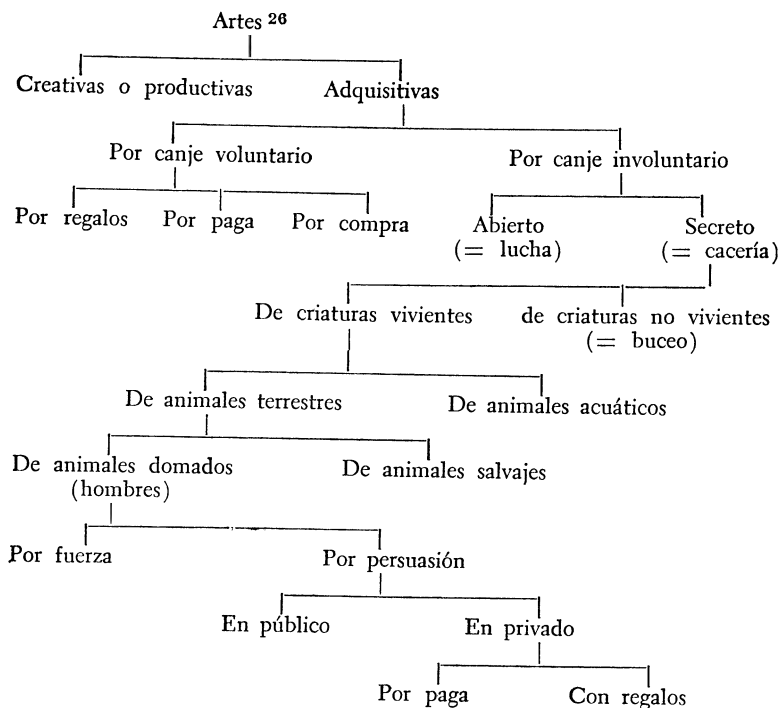 Artes 26
Creativas o productivas Adquisitivas
Por canje voluntario Por canje involuntario
Por regalos Por paga Por compra Abierto Secreto
(= lucha) (= cacería)
De criaturas vivientes de criaturas no vivientes
(= buceo)
De animales terrestres De animales acuáticos
De animales domados De animales salvajes
(hombres)
Por fuerza Por persuasión
En público En privado
Por paga Con regalos